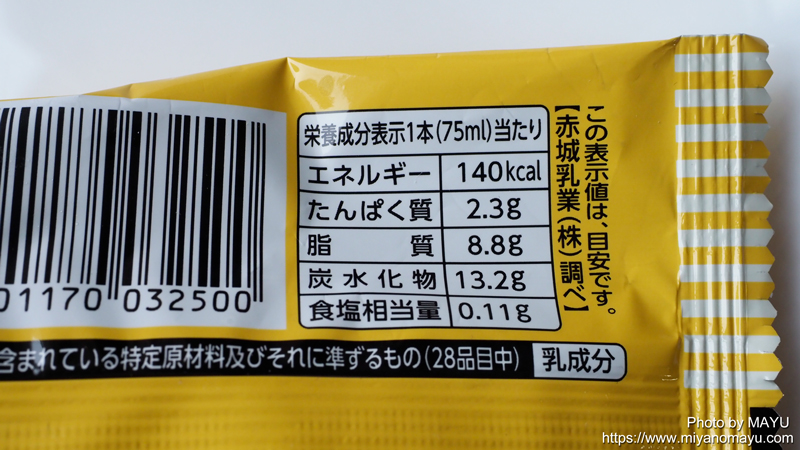 栄養成分表示1本(75ml)当たり
エネルギー 140kcal
たんぱく質 2.3g
脂質 8.8g
炭水化物 13.2g
食塩相当量 0.11g
この表示値は、目安です。
【赤城乳業(株)調べ】
01170 032500
含まれている特定原材料及びそれに準ずるもの(28品目中) 乳成分
Photo by MAYU
https://www.miyanomayu.com